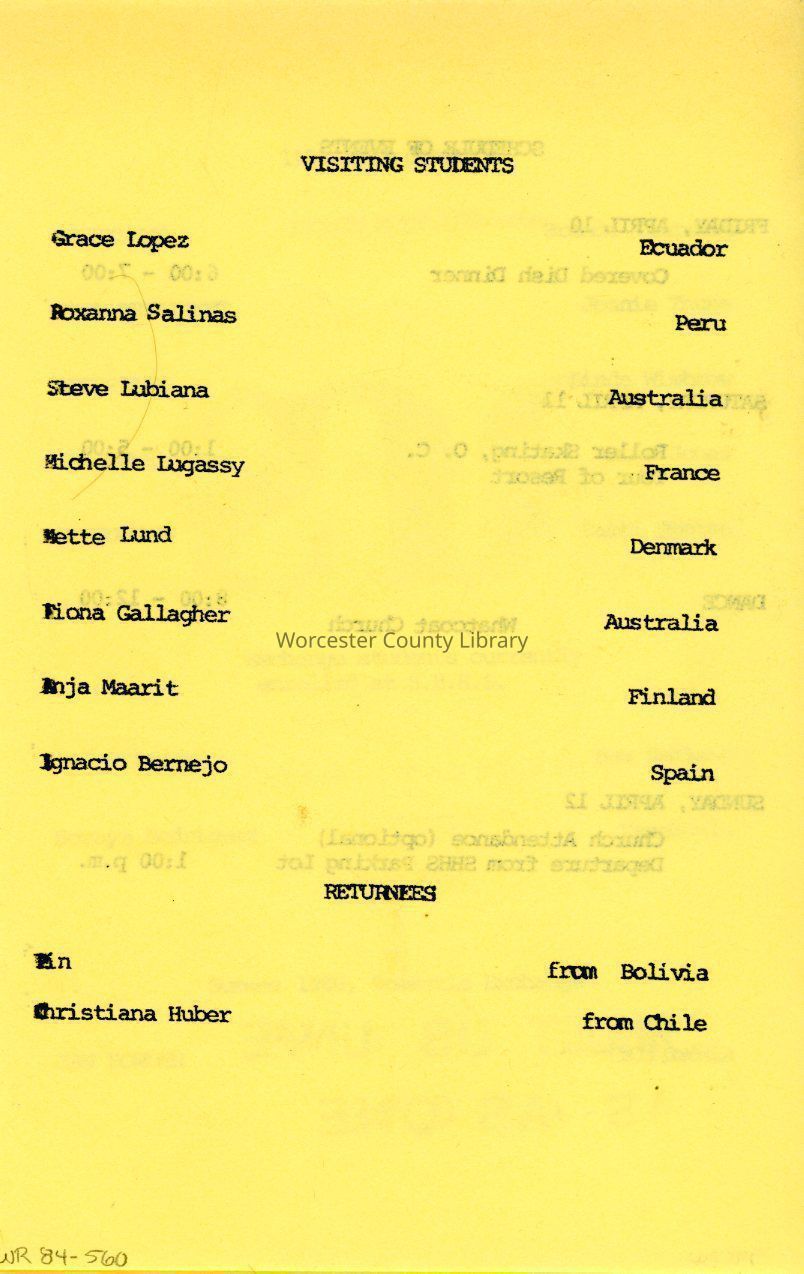 VISITING STUDENTS
Grace Lopez Ecuador
Roxanna Salinas Peru
Steve Lubiana Australia
Michelle Lugassy France
Mette Lund Denmark
Fiona Gallagher Australia
Anja Maarit Finland
Worcester County Library
Ignacio Bernejo Spain
RETURNEES
from Bolivia
Christiana Huber from Chile
WR 84-560